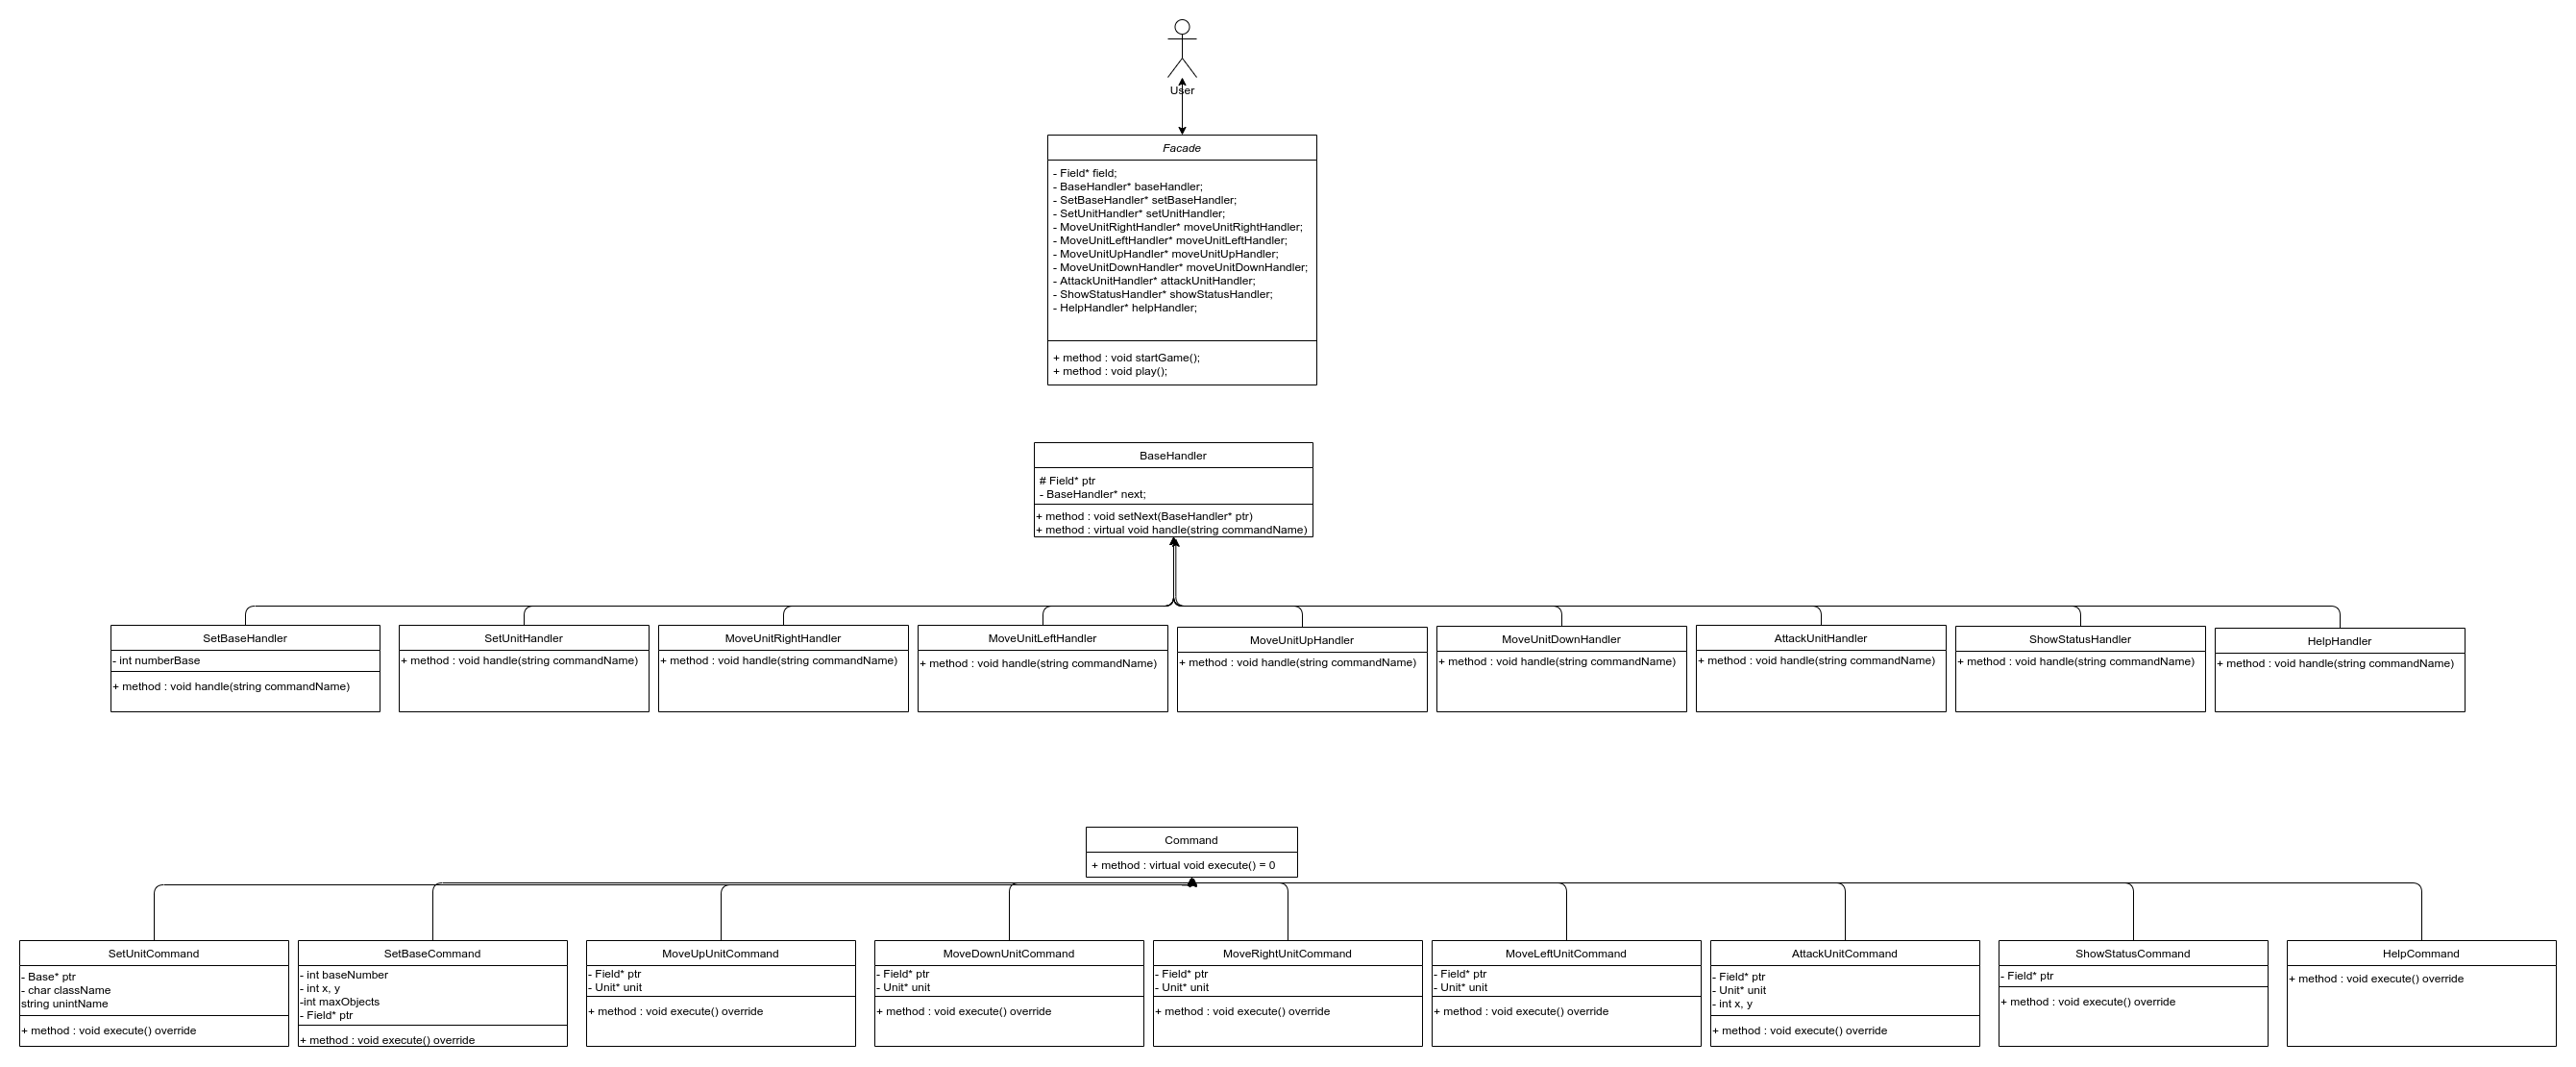 User
Facade
- Field* field;
- BaseHandler* baseHandler;
- SetBaseHandler* setBaseHandler;
- SetUnitHandler* setUnitHandler;
- MoveUnitRightHandler* moveUnitRightHandler;
- MoveUnitLeftHandler* moveUnitLeftHandler;
- MoveUnitUpHandler* moveUnitUpHandler;
- MoveUnitDownHandler* moveUnitDownHandler;
- AttackUnitHandler* attackUnitHandler;
- ShowStatusHandler* showStatusHandler;
- HelpHandler* helpHandler;
+ method : void startGame();
+ method : void play();
BaseHandler
# Field* ptr
- BaseHandler* next;
+ method : void setNext(BaseHandler* ptr)
+ method : virtual void handle(string commandName)
SetBaseHandler
- int numberBase
+ method : void handle(string commandName)
SetUnitHandler
+ method : void handle(string commandName)
MoveUnitRightHandler
+ method : void handle(string commandName)
MoveUnitLeftHandler
+ method : void handle(string commandName)
MoveUnitUpHandler
+ method : void handle(string commandName)
MoveUnitDownHandler
+ method : void handle(string commandName)
AttackUnitHandler
+ method : void handle(string commandName)
ShowStatusHandler
+ method : void handle(string commandName)
HelpHandler
+ method : void handle(string commandName)
Command
+ method : virtual void execute() = 0
SetUnitCommand
- Base* ptr
- char className
string unintName
+ method : void execute() override
SetBaseCommand
- int baseNumber
- int x, y
-int maxObjects
- Field* ptr
+ method : void execute() override
MoveUpUnitCommand
- Field* ptr
- Unit* unit
+ method : void execute() override
MoveDownUnitCommand
- Field* ptr
- Unit* unit
+ method : void execute() override
MoveRightUnitCommand
- Field* ptr
- Unit* unit
+ method : void execute() override
MoveLeftUnitCommand
- Field* ptr
- Unit* unit
+ method : void execute() override
AttackUnitCommand
- Field* ptr
- Unit* unit
- int x, y
+ method : void execute() override
ShowStatusCommand
- Field* ptr
+ method : void execute() override
HelpCommand
+ method : void execute() override